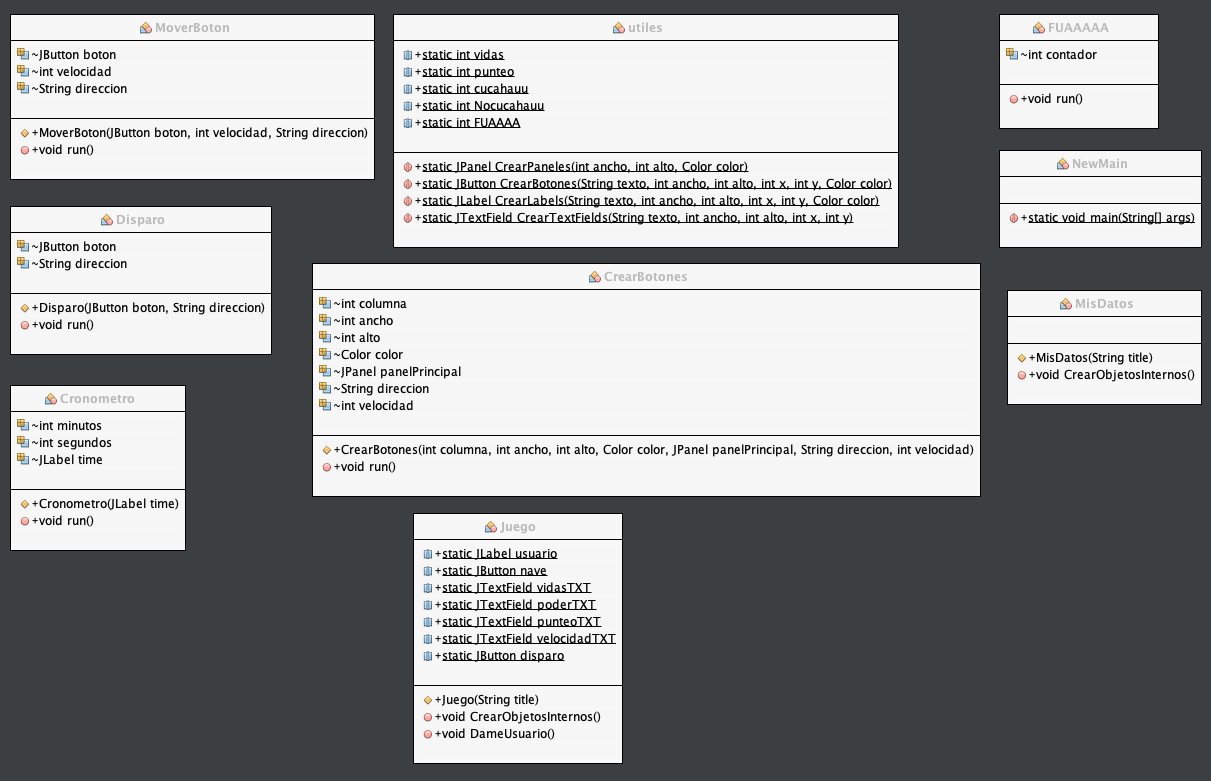 MoverBoton
~JButton boton
~int velocidad
~String direccion
+MoverBoton(JButton boton, int velocidad, String direccion)
+void run()
utiles
+static int vidas
+static int punteo
+static int cucahauu
+static int Nocucahauu
+static int FUAAAA
+static JPanel CrearPaneles(int ancho, int alto, Color color)
+static JButton CrearBotones(String texto, int ancho, int alto, int x, int y, Color color)
+static JLabel CrearLabels(String texto, int ancho, int alto, int x, int y, Color color)
+static JTextField CrearTextFields(String texto, int ancho, int alto, int x, int y)
FUAAAAA
~int contador
+void run()
NewMain
+static void main(String[] args)
Disparo
~JButton boton
~String direccion
+Disparo(JButton boton, String direccion)
+void run()
CrearBotones
~int columna
~int ancho
~int alto
~Color color
~JPanel panelPrincipal
~String direccion
~int velocidad
+CrearBotones(int columna, int ancho, int alto, Color color, JPanel panelPrincipal, String direccion, int velocidad)
+void run()
MisDatos
+MisDatos(String title)
+void CrearObjetosInternos()
Cronometro
~int minutos
~int segundos
~JLabel time
+Cronometro(JLabel time)
+void run()
Juego
+static JLabel usuario
+static JButton nave
+static JTextField vidasTXT
+static JTextField poderTXT
+static JTextField punteoTXT
+static JTextField velocidadTXT
+static JButton disparo
+Juego(String title)
+void CrearObjetosInternos()
+void DameUsuario()